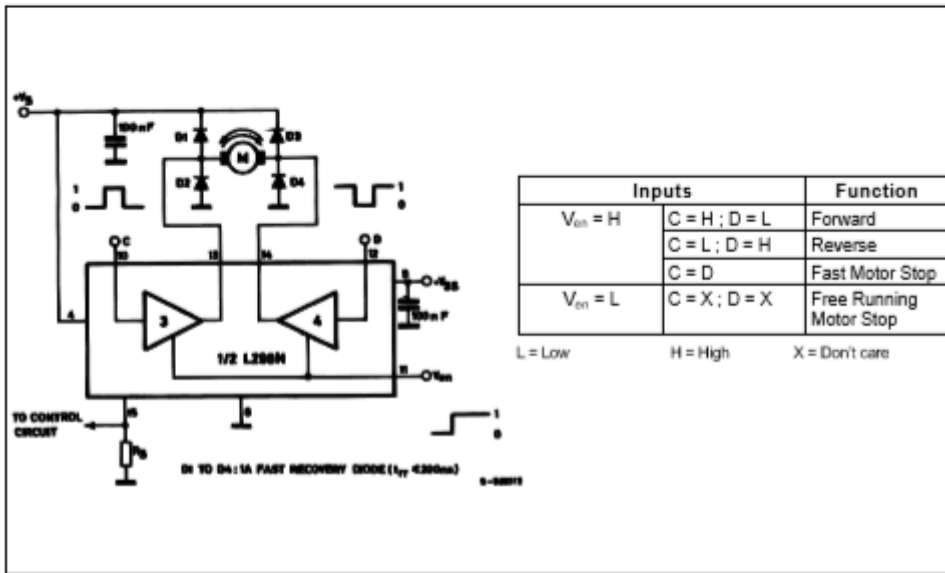 +Vs
100nF
D1
D3
M
D2
D4
1
0
1
0
C
D
10
13
14
12
+VSS
100nF
4
3
4
1/2 L298N
11
Ven
15
8
TO CONTROL
CIRCUIT
RS
1
0
D1 TO D4 : 1A FAST RECOVERY DIODE (trr ≤ 200ns)
Inputs Function
Ven = H C = H ; D = L Forward
C = L ; D = H Reverse
C = D Fast Motor Stop
Ven = L C = X ; D = X Free Running
Motor Stop
L = Low H = High X = Don't care